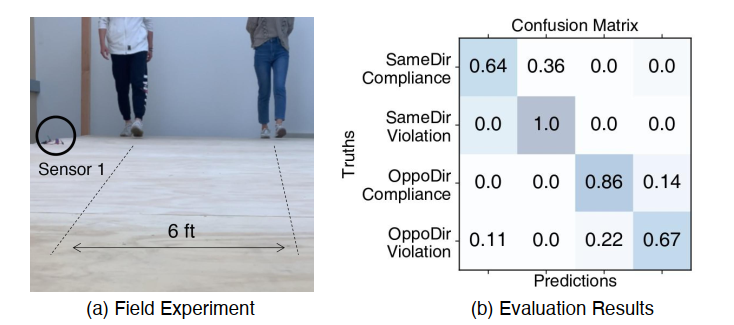 Sensor 1
6 ft
(a) Field Experiment
Confusion Matrix
Truths
SameDir
Compliance
0.64 0.36 0.0 0.0
SameDir
Violation
0.0 1.0 0.0 0.0
OppoDir
Compliance
0.0 0.0 0.86 0.14
OppoDir
Violation
0.11 0.0 0.22 0.67
Predictions
(b) Evaluation Results